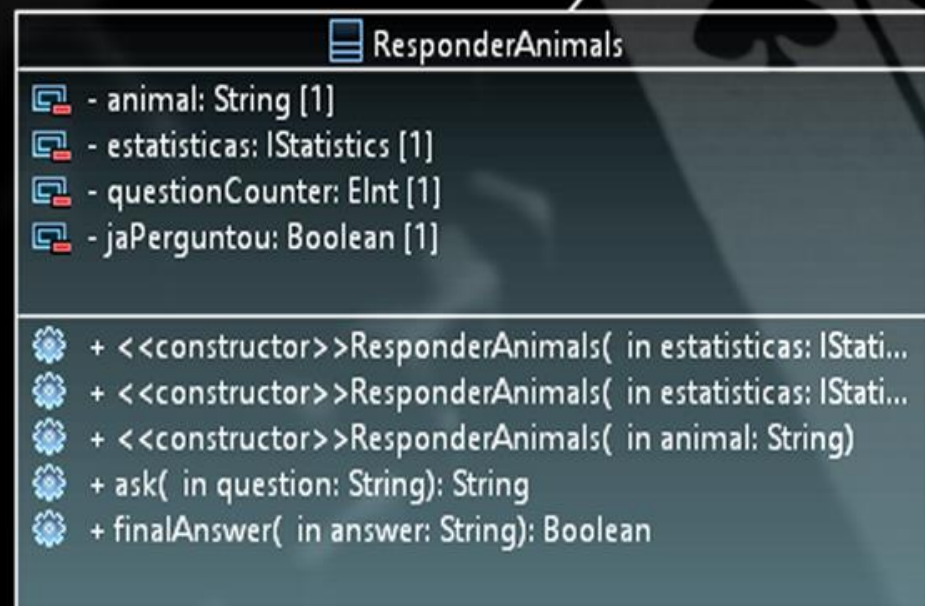 ResponderAnimals
- animal: String [1]
- estatisticas: IStatistics [1]
- questionCounter: EInt [1]
- jaPerguntou: Boolean [1]
+ <<constructor>>ResponderAnimals( in estatisticas: IStati...
+ <<constructor>>ResponderAnimals( in estatisticas: IStati...
+ <<constructor>>ResponderAnimals( in animal: String)
+ ask( in question: String): String
+ finalAnswer( in answer: String): Boolean